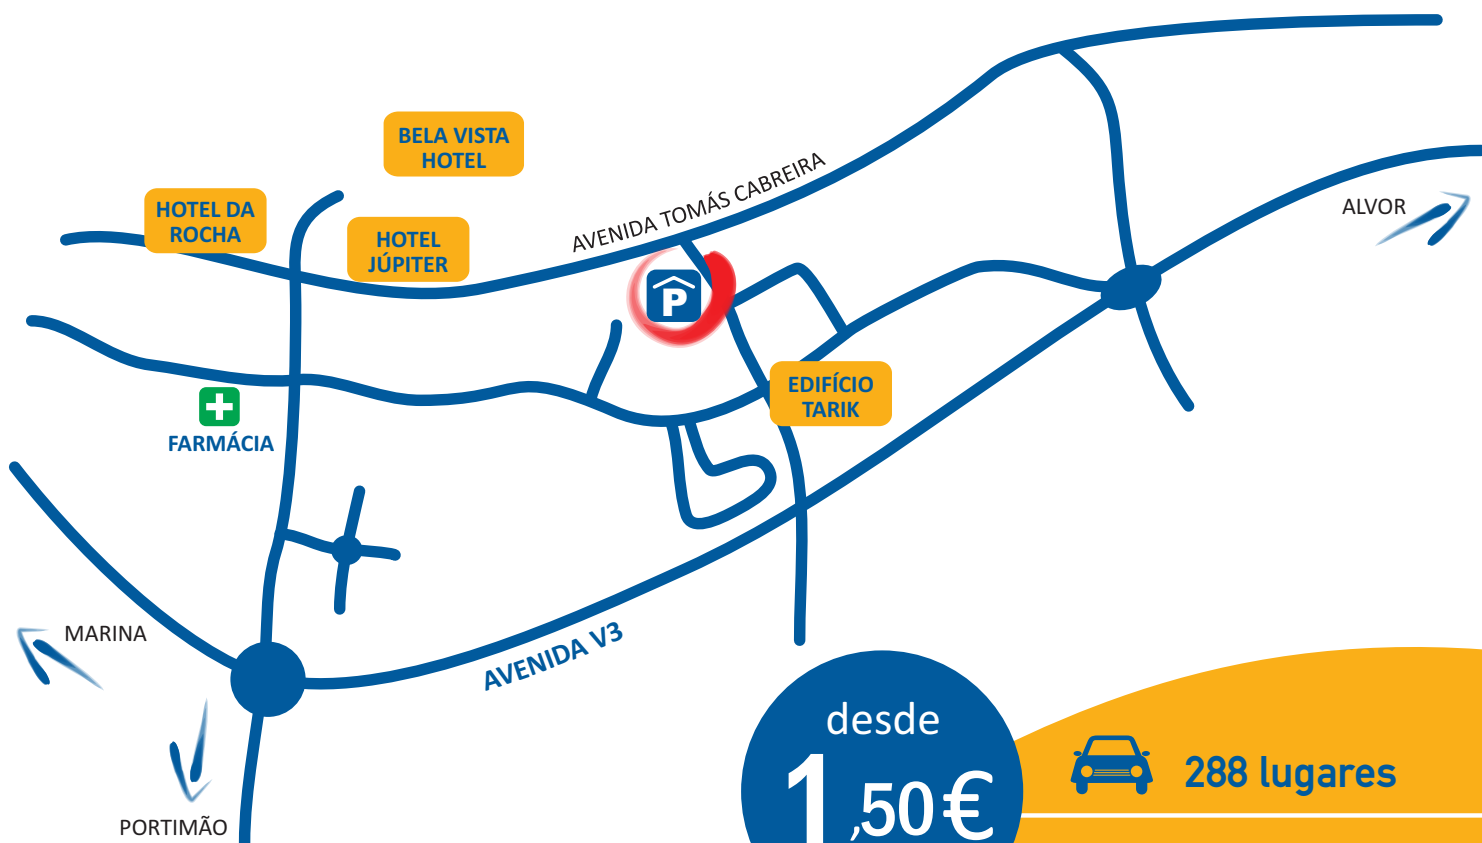 BELA VISTA
HOTEL
HOTEL DA
ROCHA
HOTEL
JÚPITER
AVENIDA TOMÁS CABREIRA
ALVOR
P
EDIFÍCIO
TARIK
FARMÁCIA
MARINA
AVENIDA V3
PORTIMÃO
desde
1,50 €
288 lugares